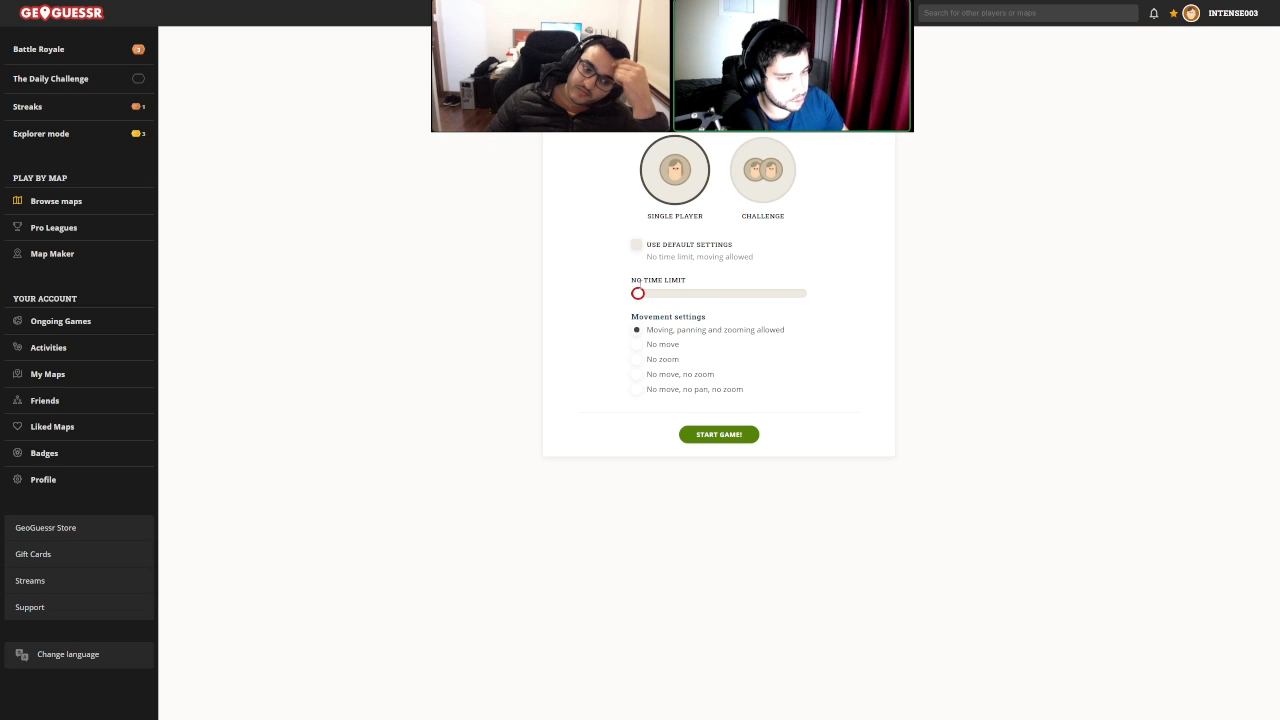 GEOGUESSR
Search for other players or maps
INTENSE003
Battle Royale
3
The Daily Challenge
Streaks
1
Explorer mode
3
PLAY BY MAP
Browse maps
Pro Leagues
Map Maker
YOUR ACCOUNT
Ongoing Games
Activities
My Maps
Friends
Liked Maps
Badges
Profile
GeoGuessr Store
Gift Cards
Streams
Support
Change language
SINGLE PLAYER
CHALLENGE
USE DEFAULT SETTINGS
No time limit, moving allowed
NO TIME LIMIT
Movement settings
Moving, panning and zooming allowed
No move
No zoom
No move, no zoom
No move, no pan, no zoom
START GAME!